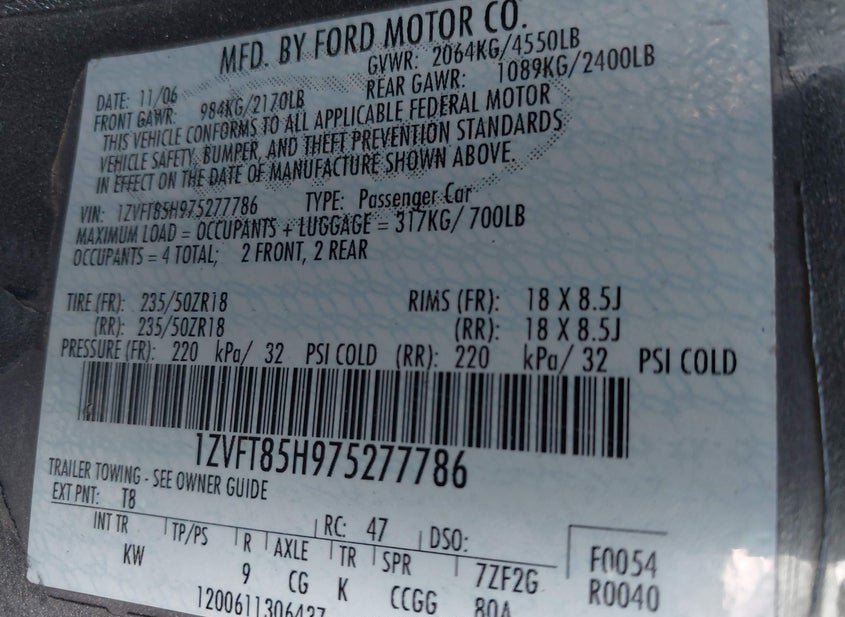 MFD. BY FORD MOTOR CO.
DATE: 11/06 GVWR: 2064KG/4550LB
FRONT GAWR: 984KG/2170LB REAR GAWR: 1089KG/2400LB
THIS VEHICLE CONFORMS TO ALL APPLICABLE FEDERAL MOTOR
VEHICLE SAFETY, BUMPER, AND THEFT PREVENTION STANDARDS
IN EFFECT ON THE DATE OF MANUFACTURE SHOWN ABOVE.
VIN: 1ZVFT85H975277786 TYPE: Passenger Car
MAXIMUM LOAD = OCCUPANTS + LUGGAGE = 317KG/ 700LB
OCCUPANTS = 4 TOTAL; 2 FRONT, 2 REAR
TIRE (FR): 235/50ZR18 RIMS (FR): 18 X 8.5J
(RR): 235/50ZR18 (RR): 18 X 8.5J
PRESSURE (FR): 220 kPa/ 32 PSI COLD (RR): 220 kPa/ 32 PSI COLD
1ZVFT85H975277786
TRAILER TOWING - SEE OWNER GUIDE
EXT PNT: T8 RC: 47 DSO: F0054
INT TR TP/PS R AXLE TR SPR 7ZF2G R0040
KW 9 CG K CCGG 80A
1200611306427